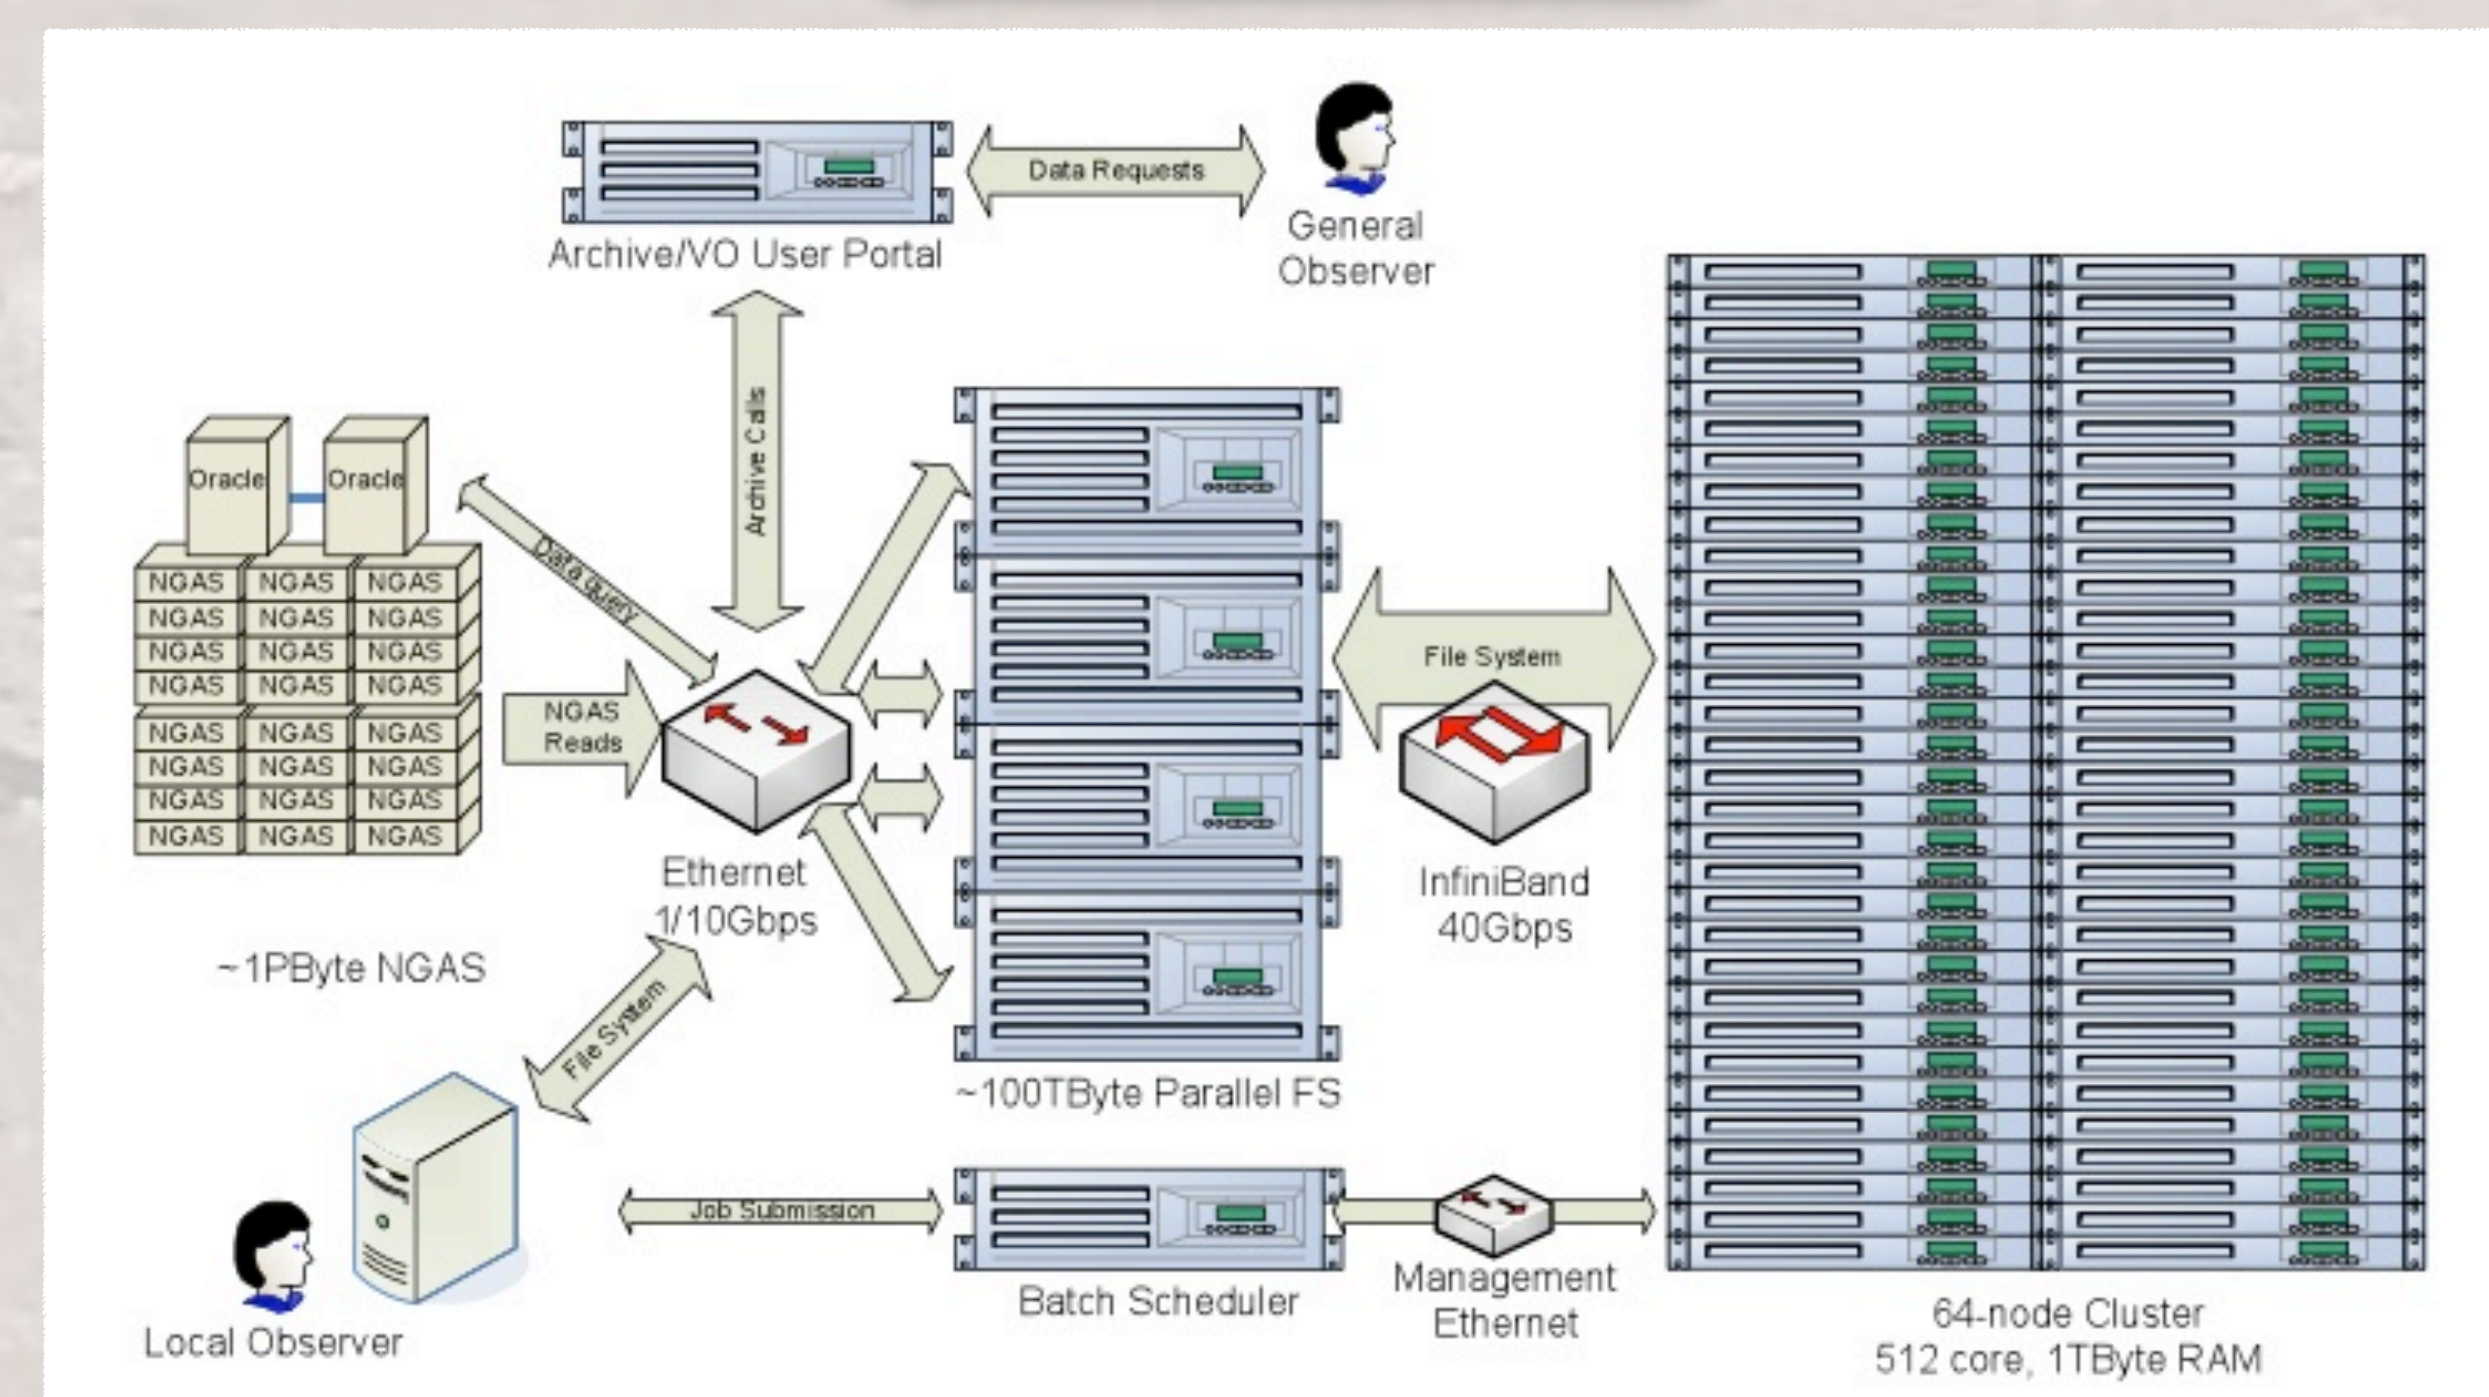 Data Requests
General
Observer
Archive/VO User Portal
Archive Calls
Oracle Oracle
Data query
NGAS NGAS NGAS
NGAS NGAS NGAS
NGAS NGAS NGAS
NGAS NGAS NGAS
NGAS NGAS NGAS
NGAS NGAS NGAS
NGAS NGAS NGAS
NGAS NGAS NGAS
NGAS
Reads
~1PByte NGAS
Ethernet
1/10Gbps
File System
InfiniBand
40Gbps
File System
~100TByte Parallel FS
Local Observer
Job Submission
Batch Scheduler
Management
Ethernet
64-node Cluster
512 core, 1TByte RAM